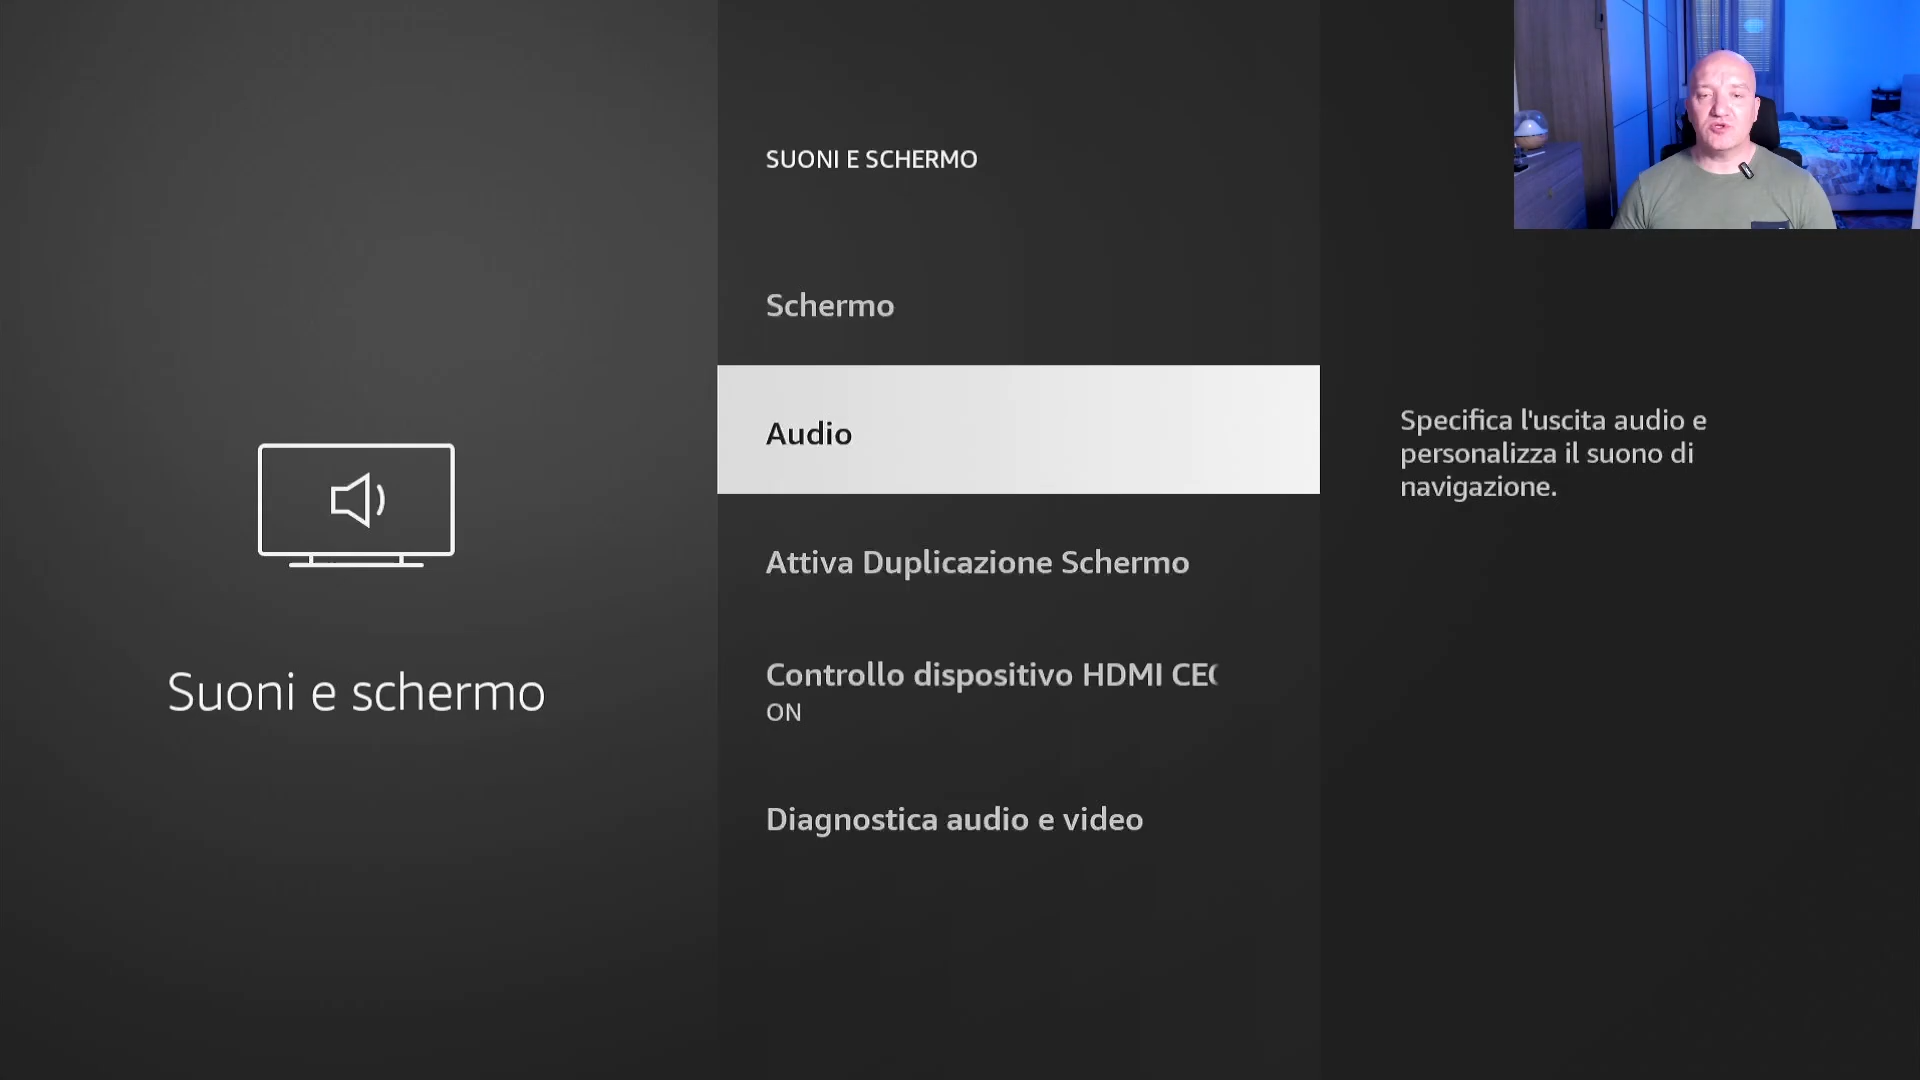 Suoni e schermo
SUONI E SCHERMO
Schermo
Audio
Attiva Duplicazione Schermo
Controllo dispositivo HDMI CEC
ON
Diagnostica audio e video
Specifica l'uscita audio e
personalizza il suono di
navigazione.